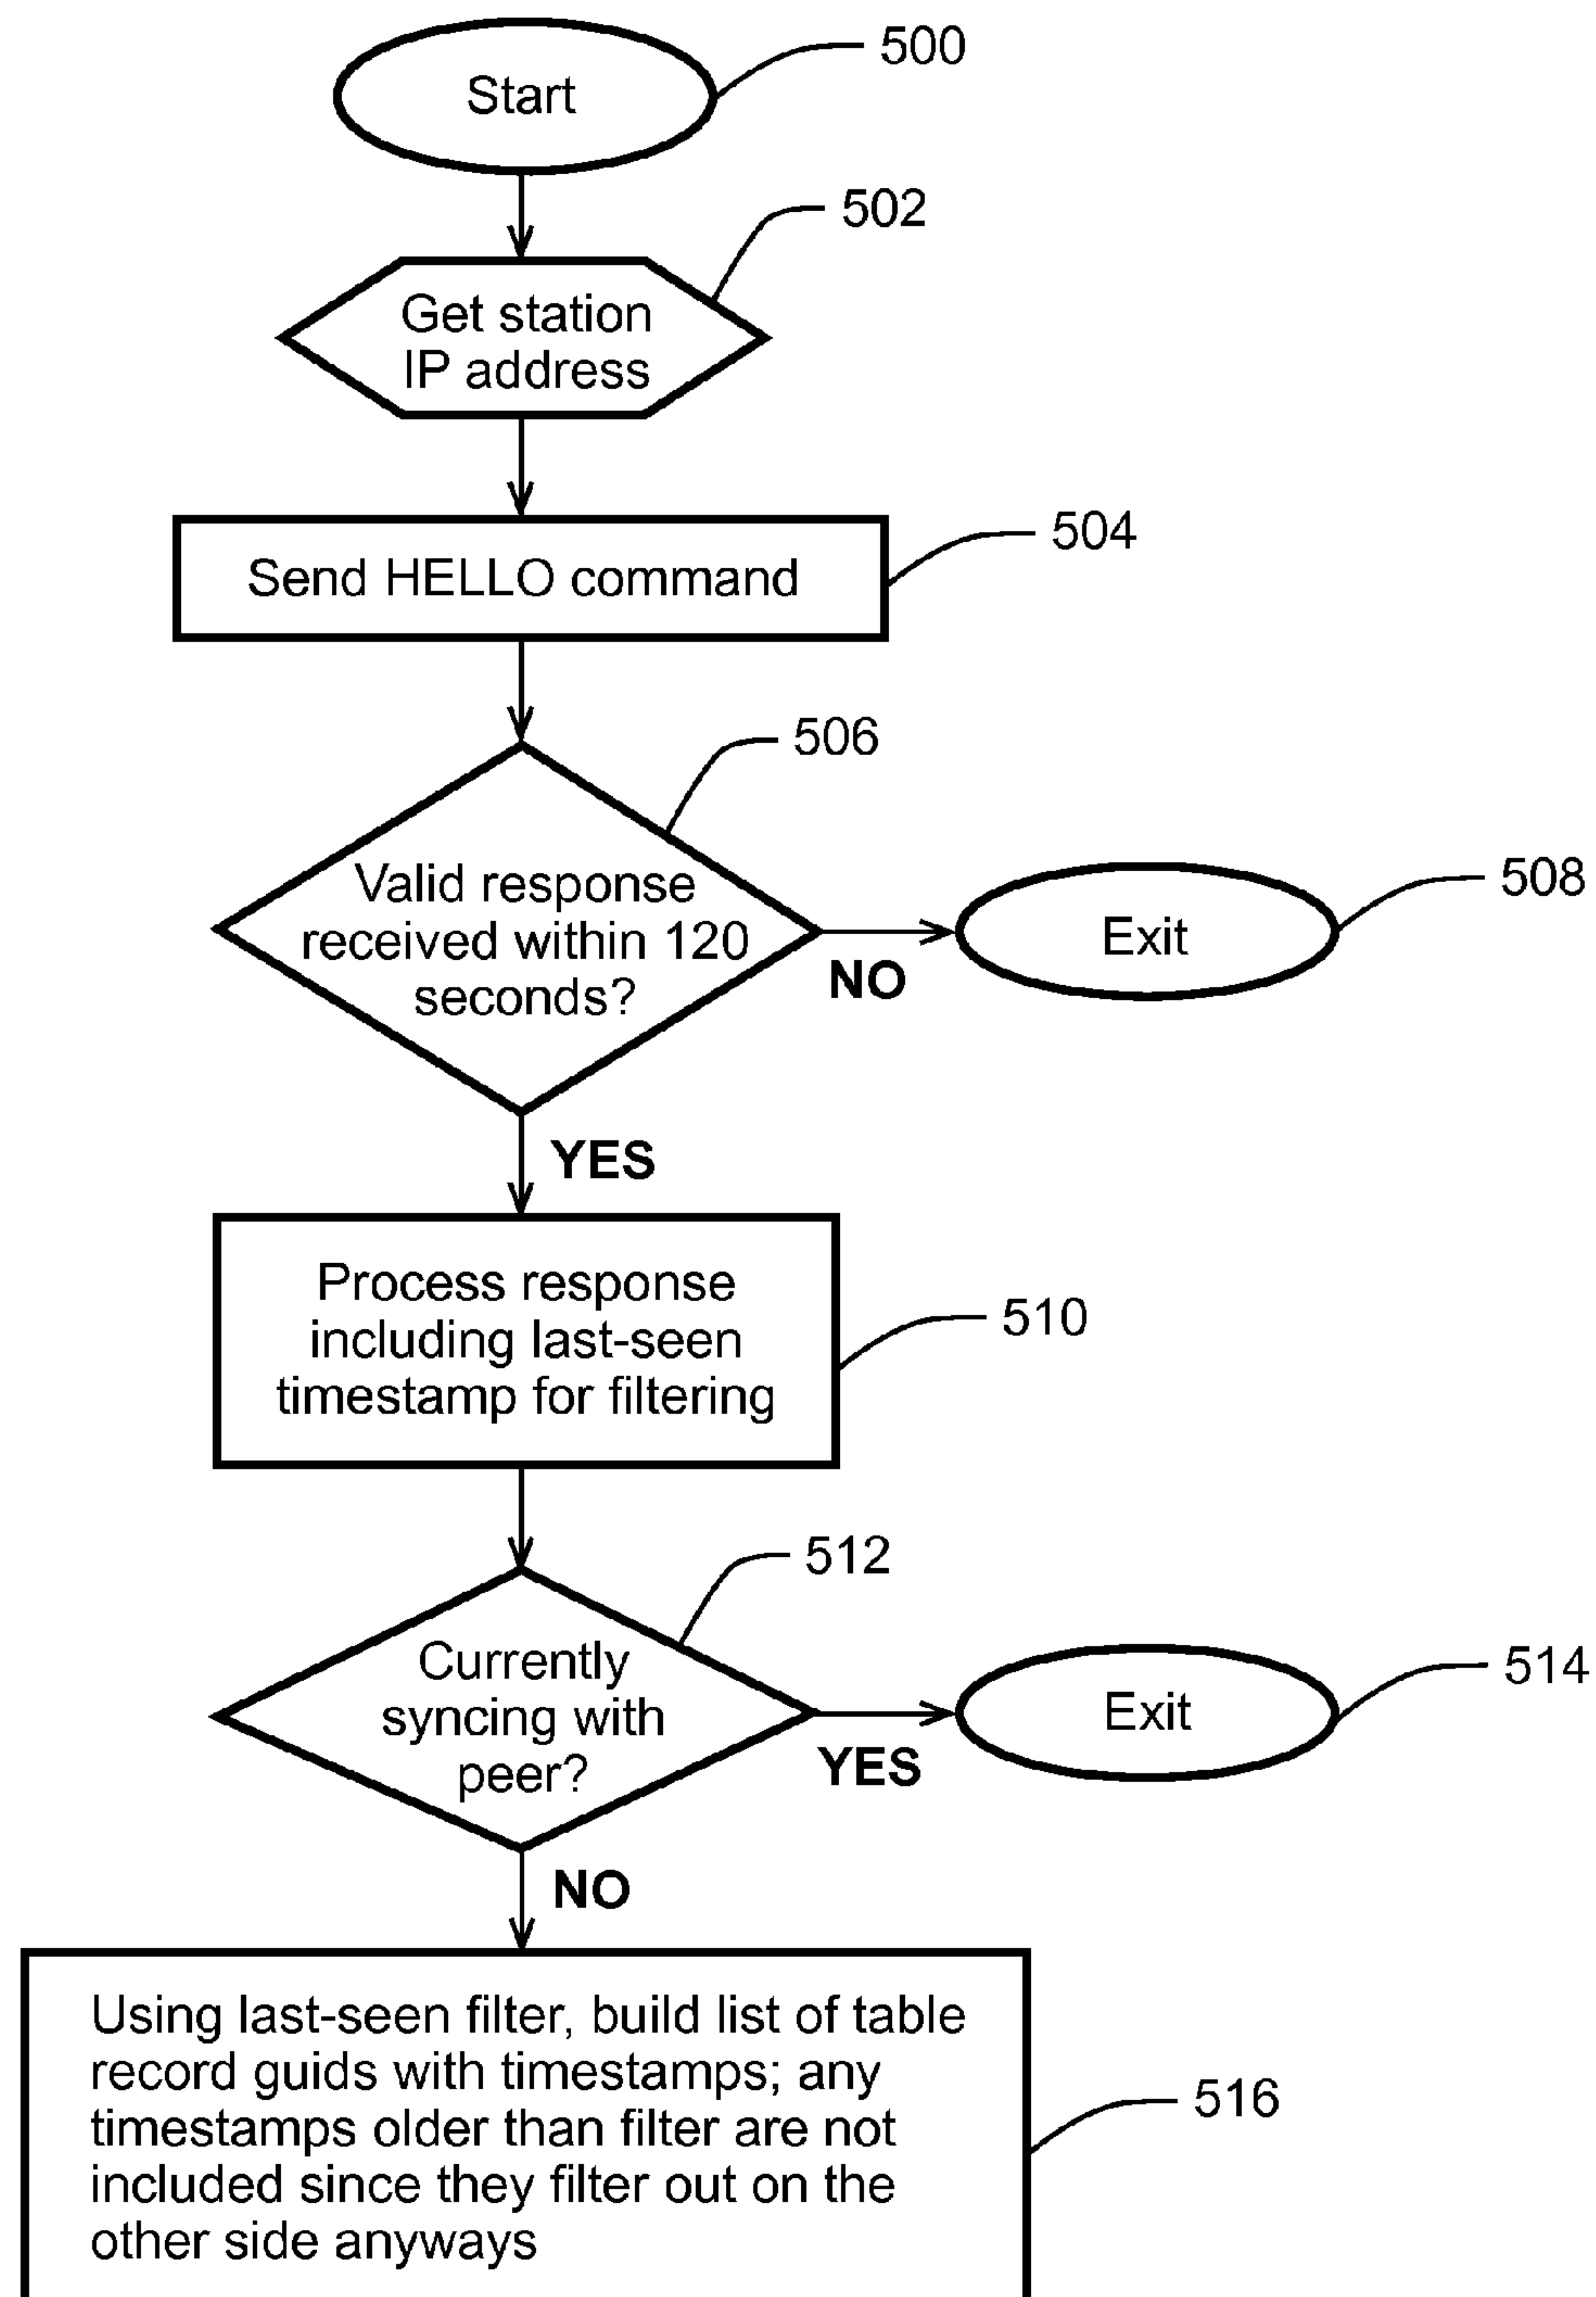 500
Start
502
Get station
IP address
504
Send HELLO command
506
Valid response
received within 120
seconds?
508
Exit
NO
YES
Process response
including last-seen
timestamp for filtering
510
512
Currently
syncing with
peer?
514
Exit
YES
NO
Using last-seen filter, build list of table
record guids with timestamps; any
timestamps older than filter are not
included since they filter out on the
other side anyways
516